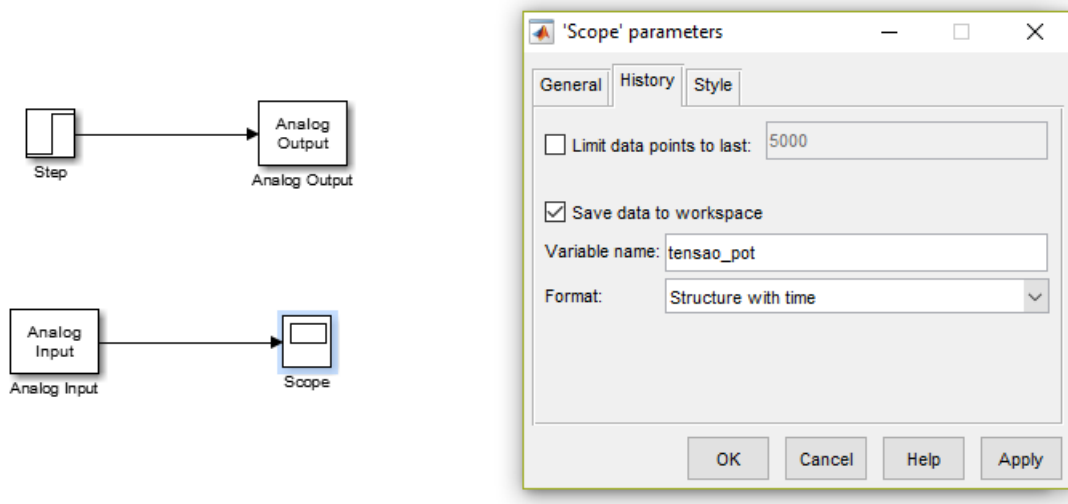 Analog
Output
Step
Analog Output
Analog
Input
Analog Input
Scope
'Scope' parameters
General
History
Style
Limit data points to last:
5000
Save data to workspace
Variable name:
tensao_pot
Format:
Structure with time
OK
Cancel
Help
Apply